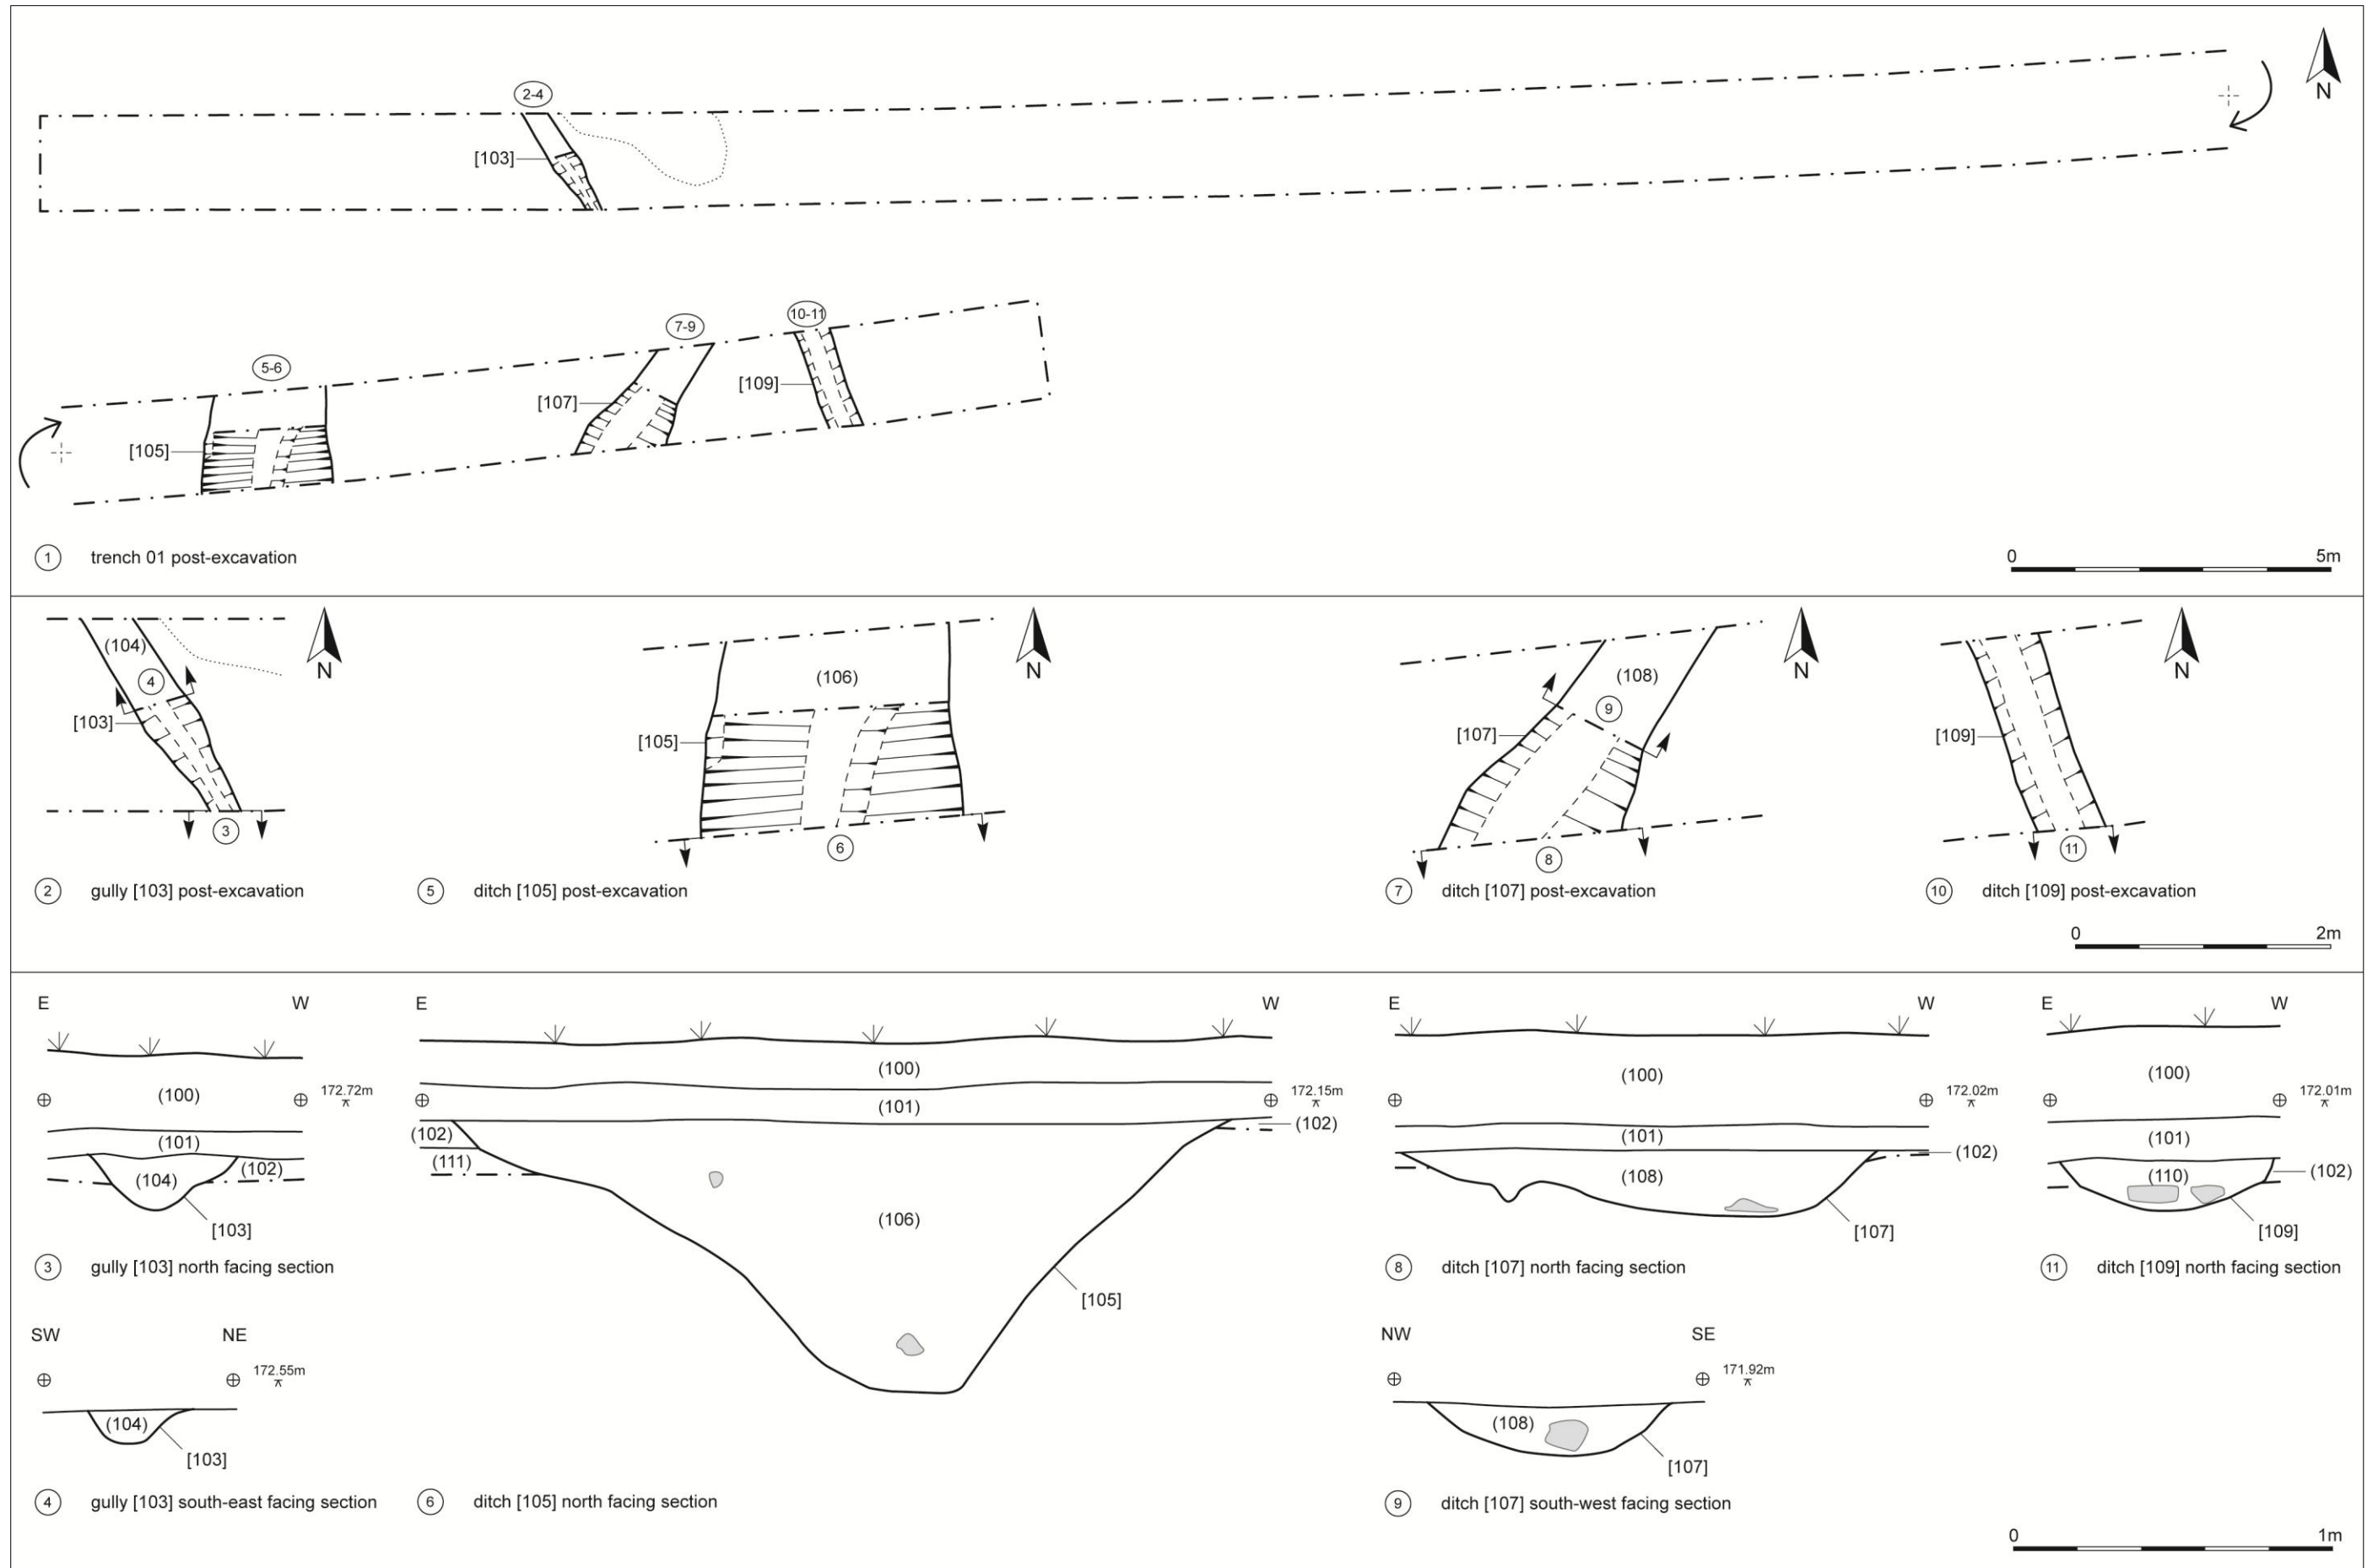 2-4
[103]
N
5-6
[105]
7-9
[107]
10-11
[109]
1 trench 01 post-excavation
0 5m
(104)
4
[103]
3
N
2 gully [103] post-excavation
(106)
[105]
6
N
5 ditch [105] post-excavation
(108)
9
[107]
8
N
7 ditch [107] post-excavation
[109]
11
N
10 ditch [109] post-excavation
0 2m
E W
(100)
172.72m
(101)
(102)
(104)
[103]
3 gully [103] north facing section
SW NE
172.55m
(104)
[103]
4 gully [103] south-east facing section
E W
(100)
172.15m
(101)
(102)
(102)
(111)
(106)
[105]
6 ditch [105] north facing section
E W
(100)
172.02m
(101)
(102)
(108)
[107]
8 ditch [107] north facing section
NW SE
171.92m
(108)
[107]
9 ditch [107] south-west facing section
E W
(100)
172.01m
(101)
(110)
(102)
[109]
11 ditch [109] north facing section
0 1m